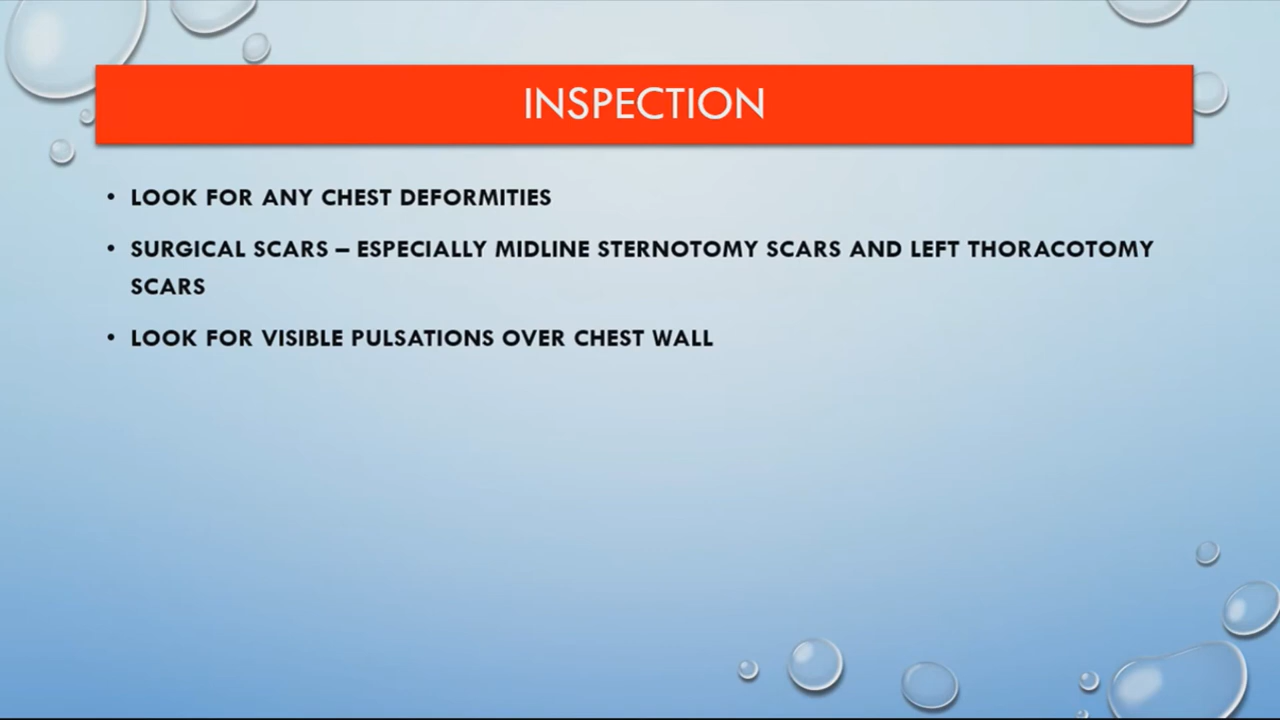 INSPECTION
• LOOK FOR ANY CHEST DEFORMITIES
• SURGICAL SCARS – ESPECIALLY MIDLINE STERNOTOMY SCARS AND LEFT THORACOTOMY
SCARS
• LOOK FOR VISIBLE PULSATIONS OVER CHEST WALL